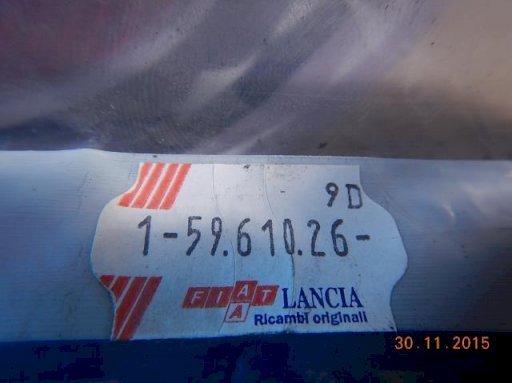 9D
1-59.610.26-
FIAT LANCIA
A
Ricambi originali
30.11.2015